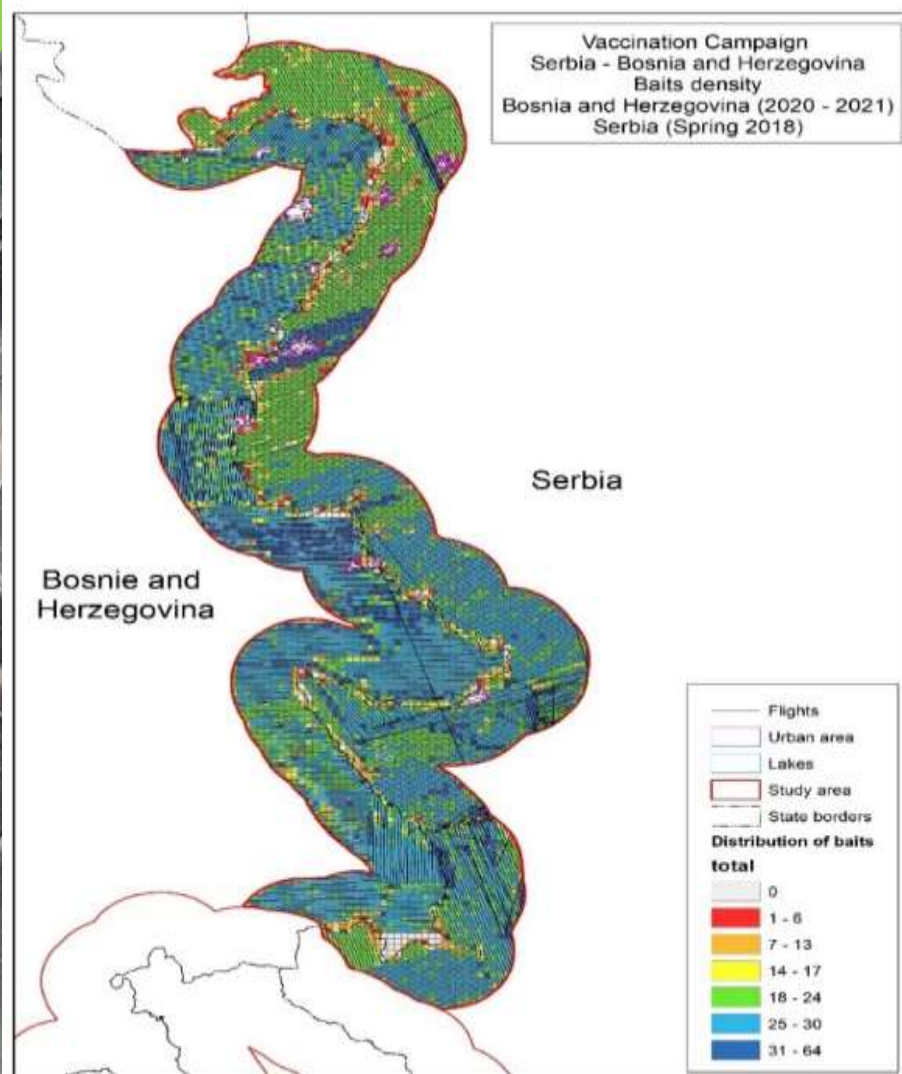 Vaccination Campaign
Serbia - Bosnia and Herzegovina
Baits density
Bosnia and Herzegovina (2020 - 2021)
Serbia (Spring 2018)
Serbia
Bosnie and
Herzegovina
Flights
Urban area
Lakes
Study area
State borders
Distribution of baits
total
0
1 - 6
7 - 13
14 - 17
18 - 24
25 - 30
31 - 64